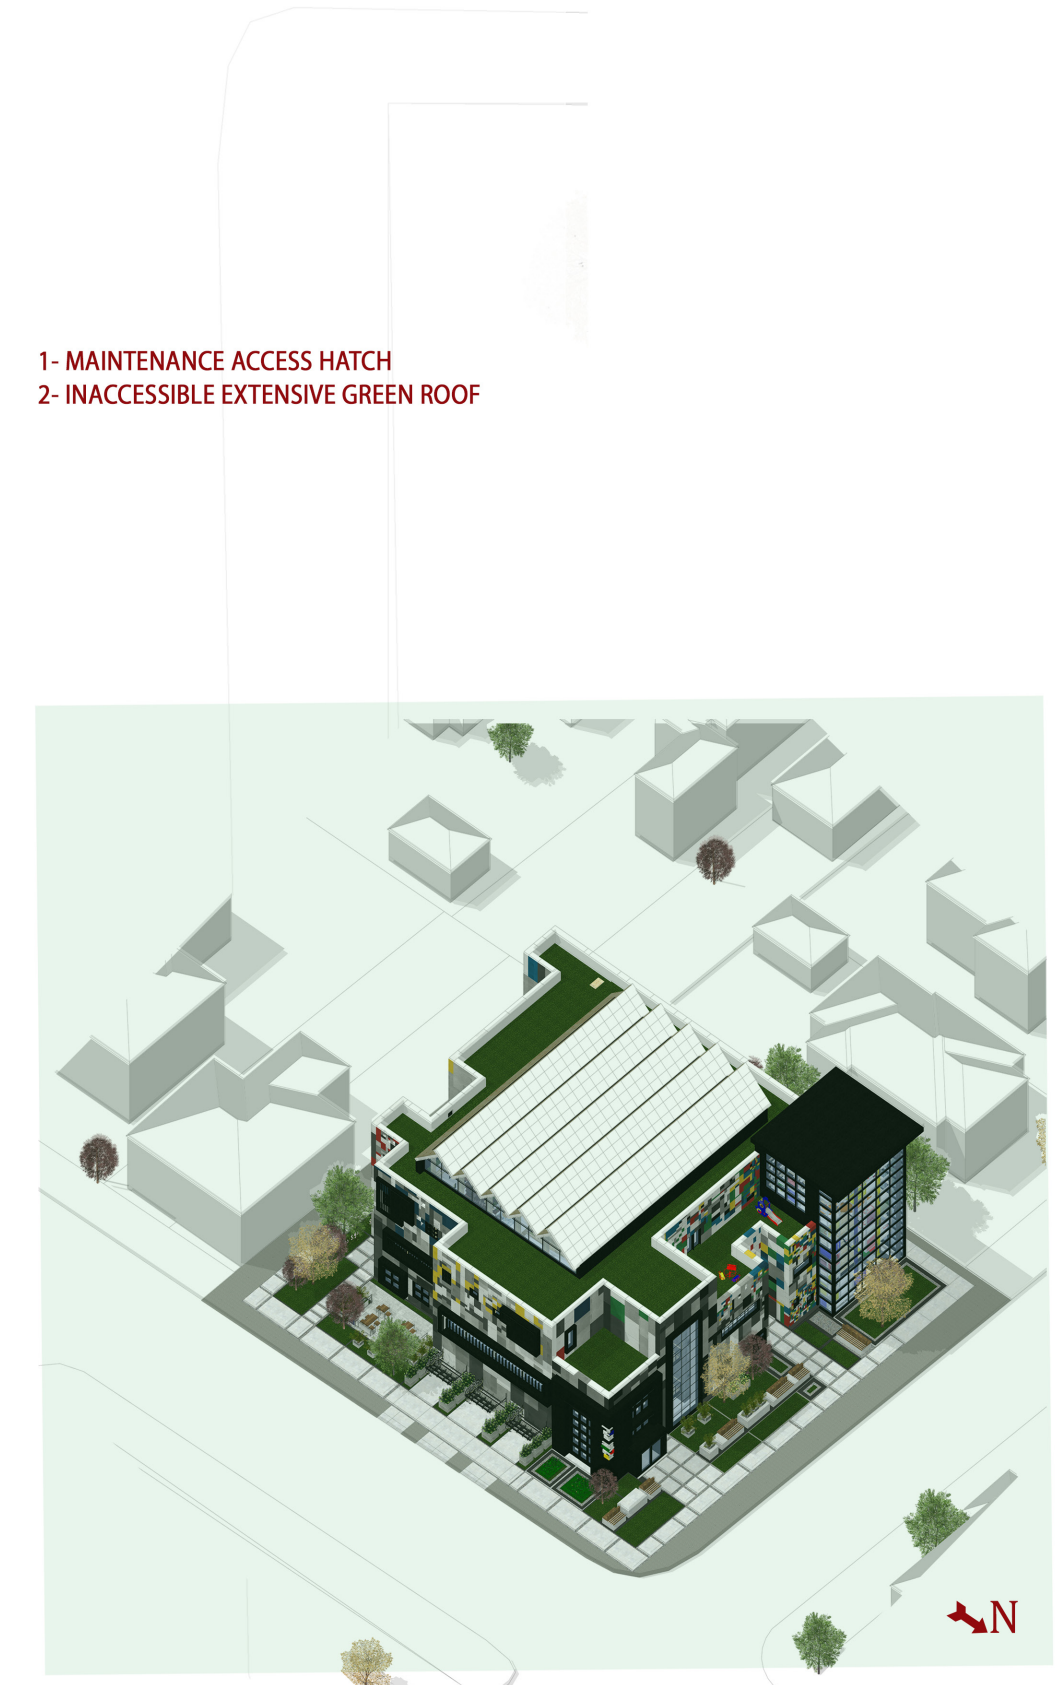 1- MAINTENANCE ACCESS HATCH
2- INACCESSIBLE EXTENSIVE GREEN ROOF
N